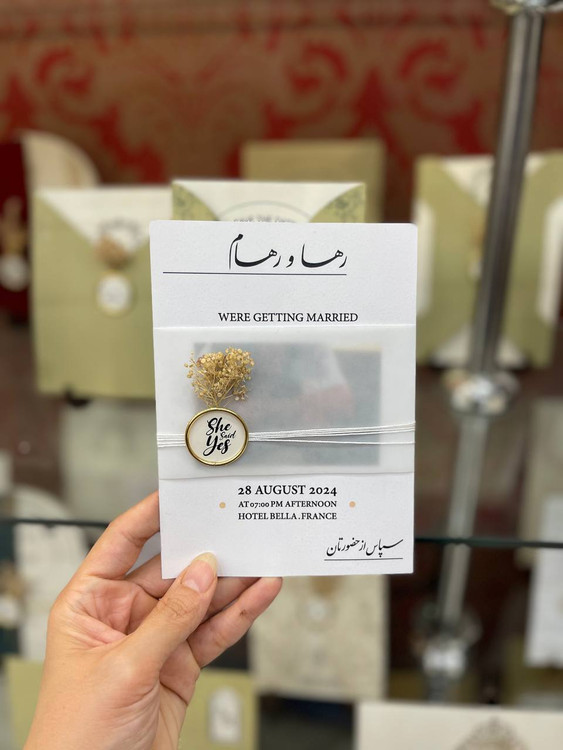 رها و رهام
WERE GETTING MARRIED
She
Said
Yes
28 AUGUST 2024
AT 07:00 PM AFTERNOON
HOTEL BELLA . FRANCE
سپاس از حضورتان